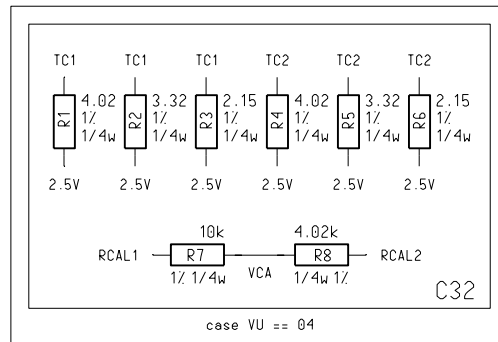 TC1 TC1 TC1 TC2 TC2 TC2
R1 4.02 1% 1/4w
R2 3.32 1% 1/4w
R3 2.15 1% 1/4w
R4 4.02 1% 1/4w
R5 3.32 1% 1/4w
R6 2.15 1% 1/4w
2.5V 2.5V 2.5V 2.5V 2.5V 2.5V
10k 4.02k
RCAL1 R7 R8 RCAL2
1% 1/4w VCA 1/4w 1%
C32
case VU == 04